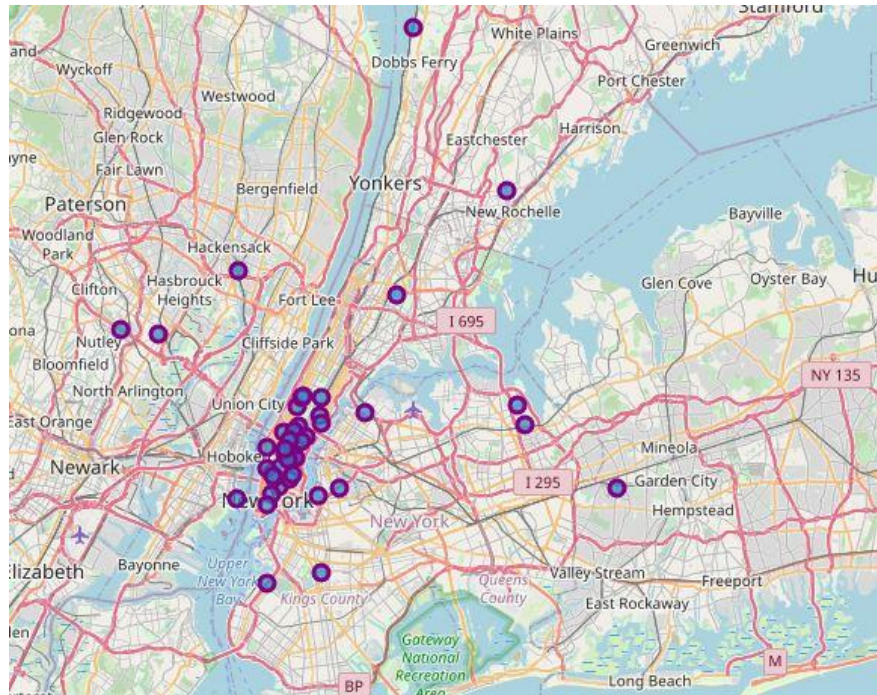 Stamford
White Plains
Greenwich
Dobbs Ferry
Wyckoff
Port Chester
Westwood
Ridgewood
Harrison
Glen Rock
Eastchester
Fair Lawn
Bergenfield
Yonkers
Paterson
New Rochelle
Bayville
Woodland
Park
Hackensack
Oyster Bay
Hasbrouck
Heights
Clifton
Glen Cove
Fort Lee
I 695
Nutley
Cliffside Park
Bloomfield
NY 135
North Arlington
Union City
East Orange
Mineola
Hoboken
Newark
I 295
Garden City
New York
Hempstead
New York
Elizabeth
Bayonne
Upper
New York
Bay
Valley Stream
Queens
County
Freeport
Kings County
East Rockaway
Gateway
National
Recreation
Area
M
Long Beach
BP